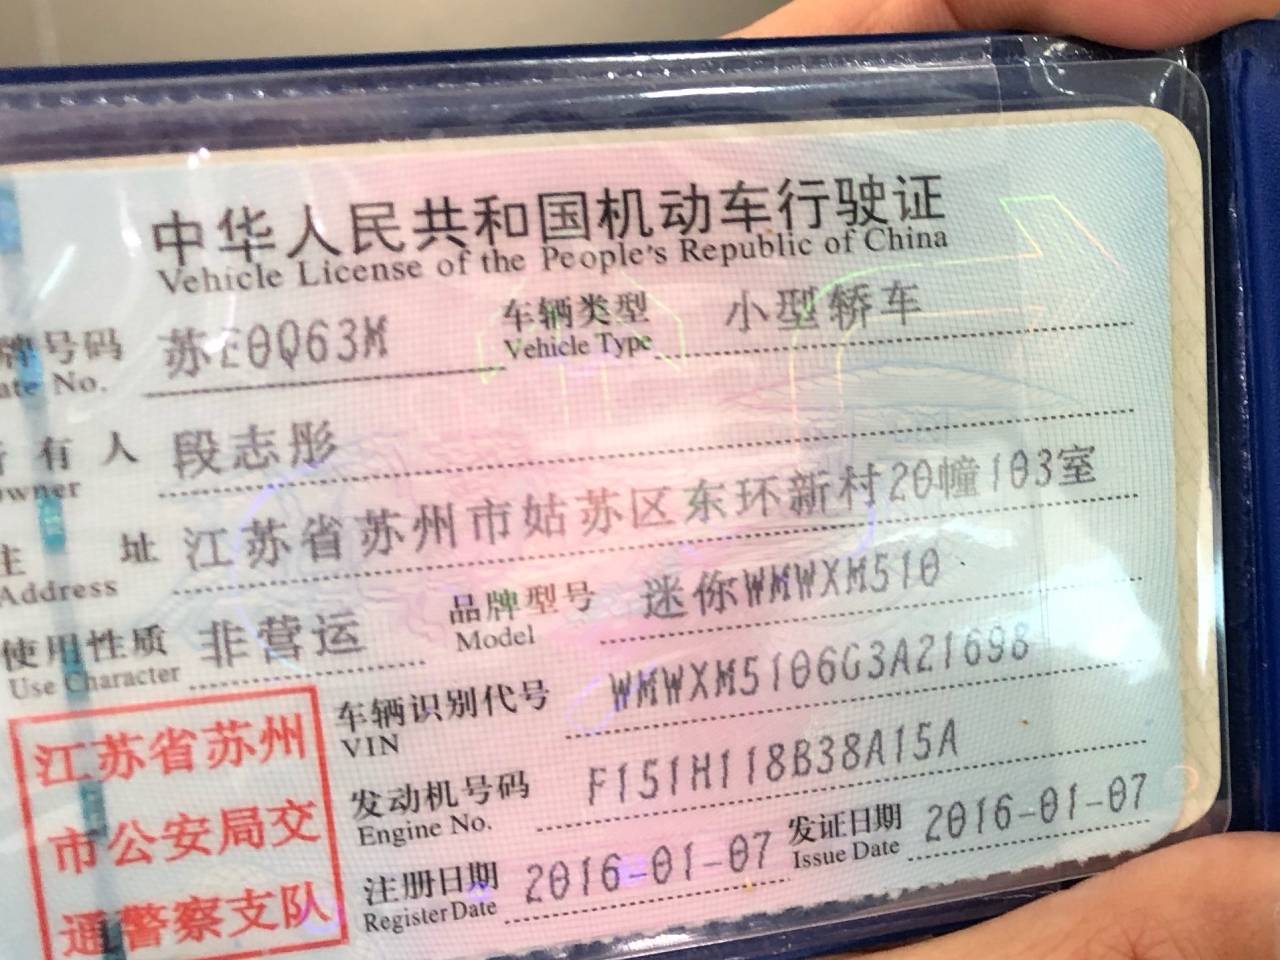 中华人民共和国机动车行驶证
Vehicle License of the People's Republic of China
牌号码 苏E0Q63M 车辆类型 小型轿车
ate No. Vehicle Type
有人 段志彤
wner
址 江苏省苏州市姑苏区东环新村20幢103室
Address
使用性质 非营运 品牌型号 迷你WMWXM510
Use Character Model
车辆识别代号 WMWXM5106G3A21698
VIN
发动机号码 F151H118B38A15A
Engine No.
注册日期 2016-01-07 发证日期 2016-01-07
Register Date Issue Date
江苏省苏州
市公安局交
通警察支队